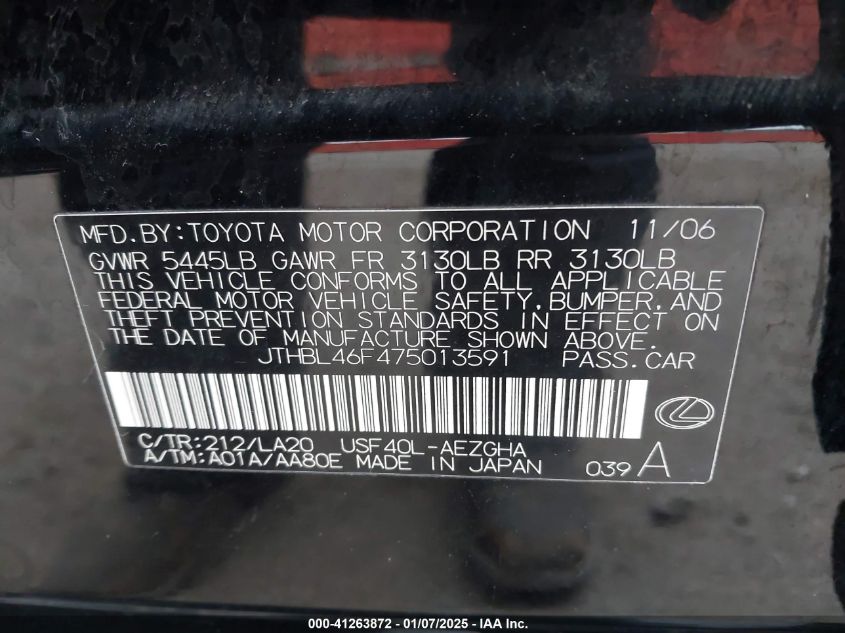 MFD.BY:TOYOTA MOTOR CORPORATION 11/06
GVWR 5445LB GAWR FR 3130LB RR 3130LB
THIS VEHICLE CONFORMS TO ALL APPLICABLE
FEDERAL MOTOR VEHICLE SAFETY,BUMPER,AND
THEFT PREVENTION STANDARDS IN EFFECT ON
THE DATE OF MANUFACTURE SHOWN ABOVE.
JTHBL46F475013591 PASS.CAR
C/TR:212/LA20 USF40L-AEZGHA
A/TM:A01A/AA80E MADE IN JAPAN 039 A
000-41263872 — 01/07/2025 — IAA Inc.